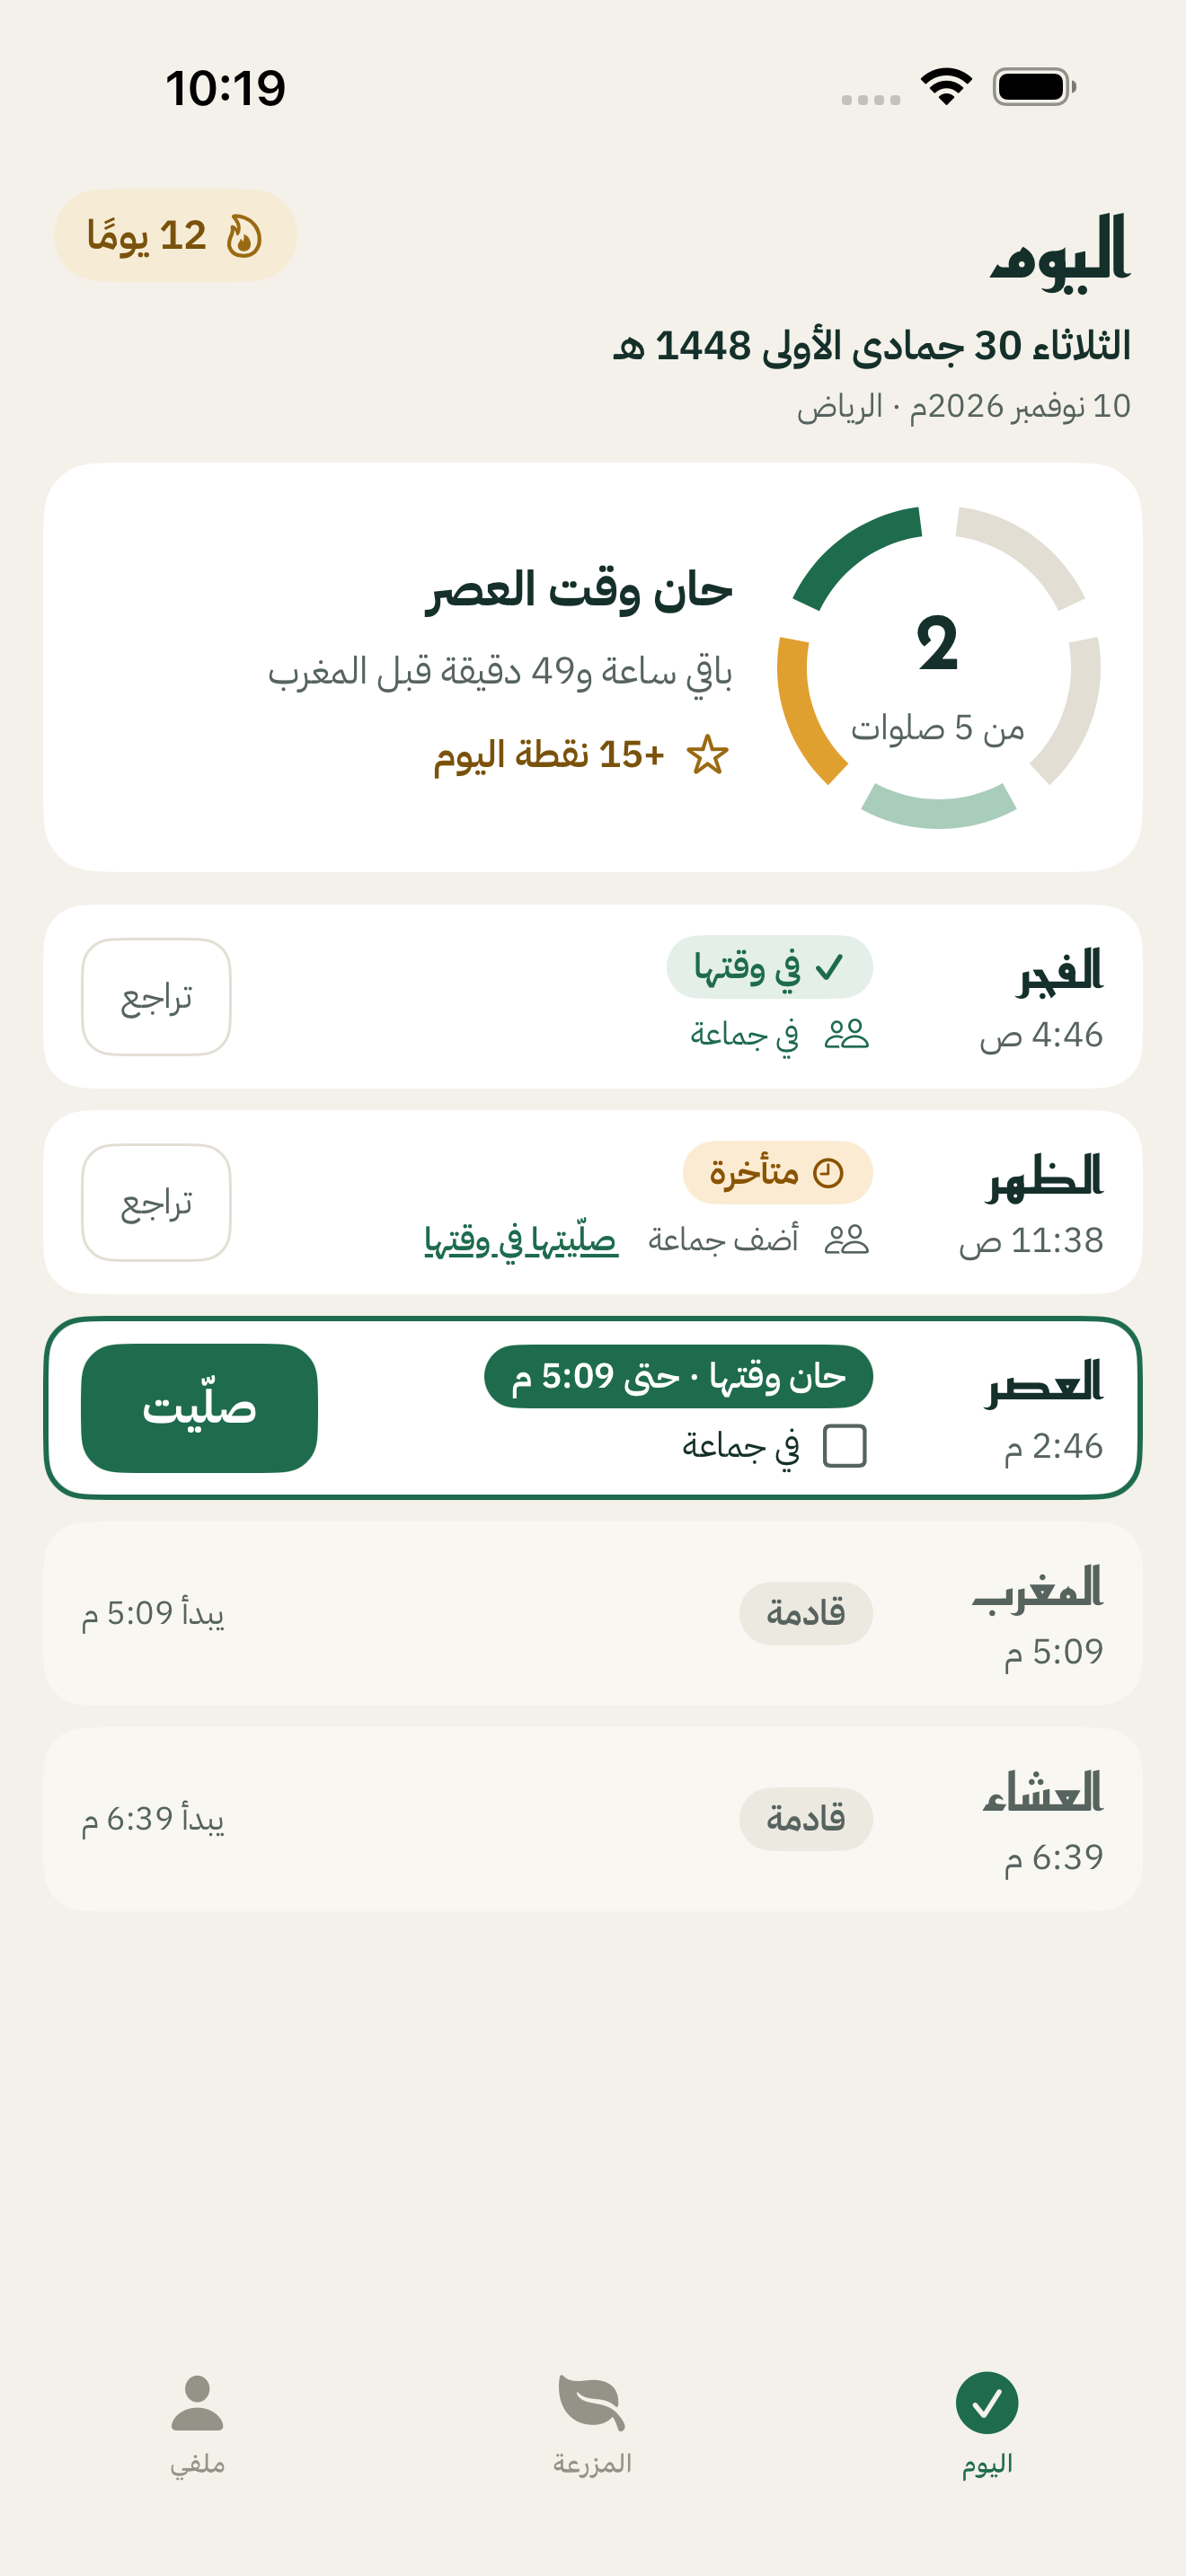 10:19
اليوم
12 يومًا
الثلاثاء 30 جمادى الأولى 1448 هـ
10 نوفمبر 2026م · الرياض
2
من 5 صلوات
حان وقت العصر
باقي ساعة و49 دقيقة قبل المغرب
+15 نقطة اليوم
الفجر
4:46 ص
في وقتها
في جماعة
تراجع
الظهر
11:38 ص
متأخرة
أضف جماعة
صلّيتها في وقتها
تراجع
العصر
2:46 م
حان وقتها · حتى 5:09 م
في جماعة
صلّيت
المغرب
5:09 م
قادمة
يبدأ 5:09 م
العشاء
6:39 م
قادمة
يبدأ 6:39 م
اليوم
المزرعة
ملفي